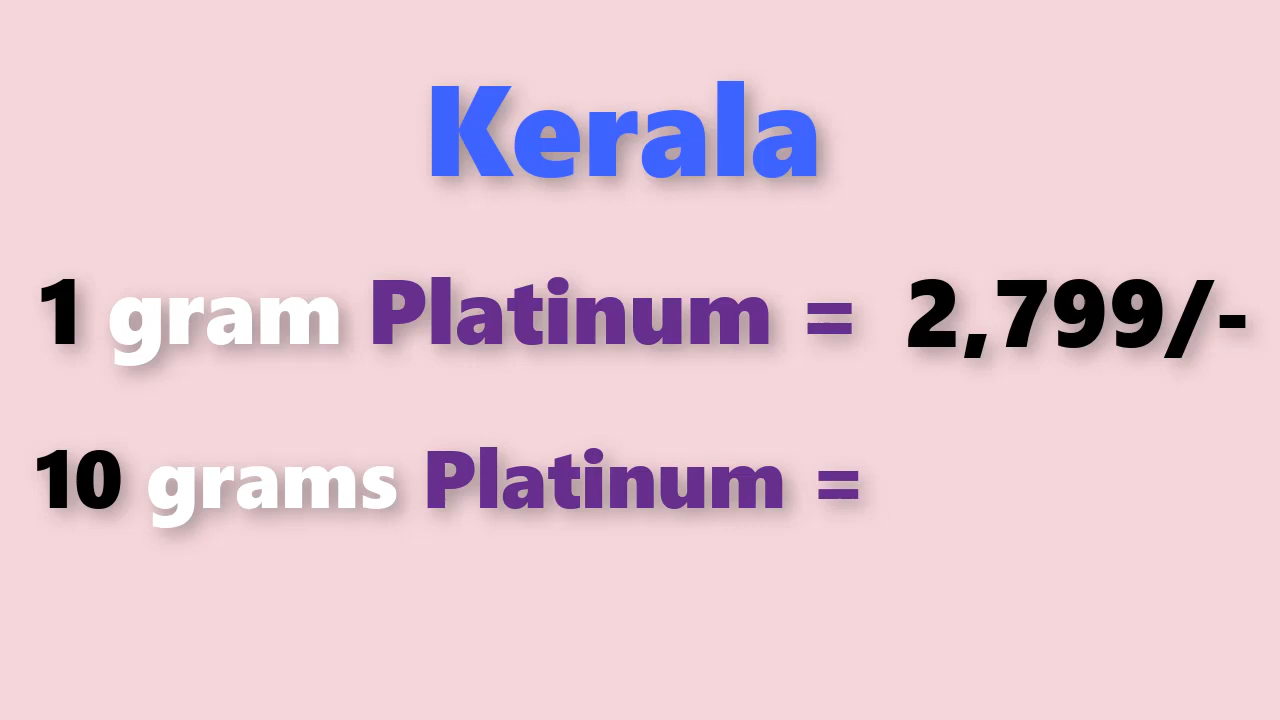 Kerala
1 gram Platinum = 2,799/-
10 grams Platinum =